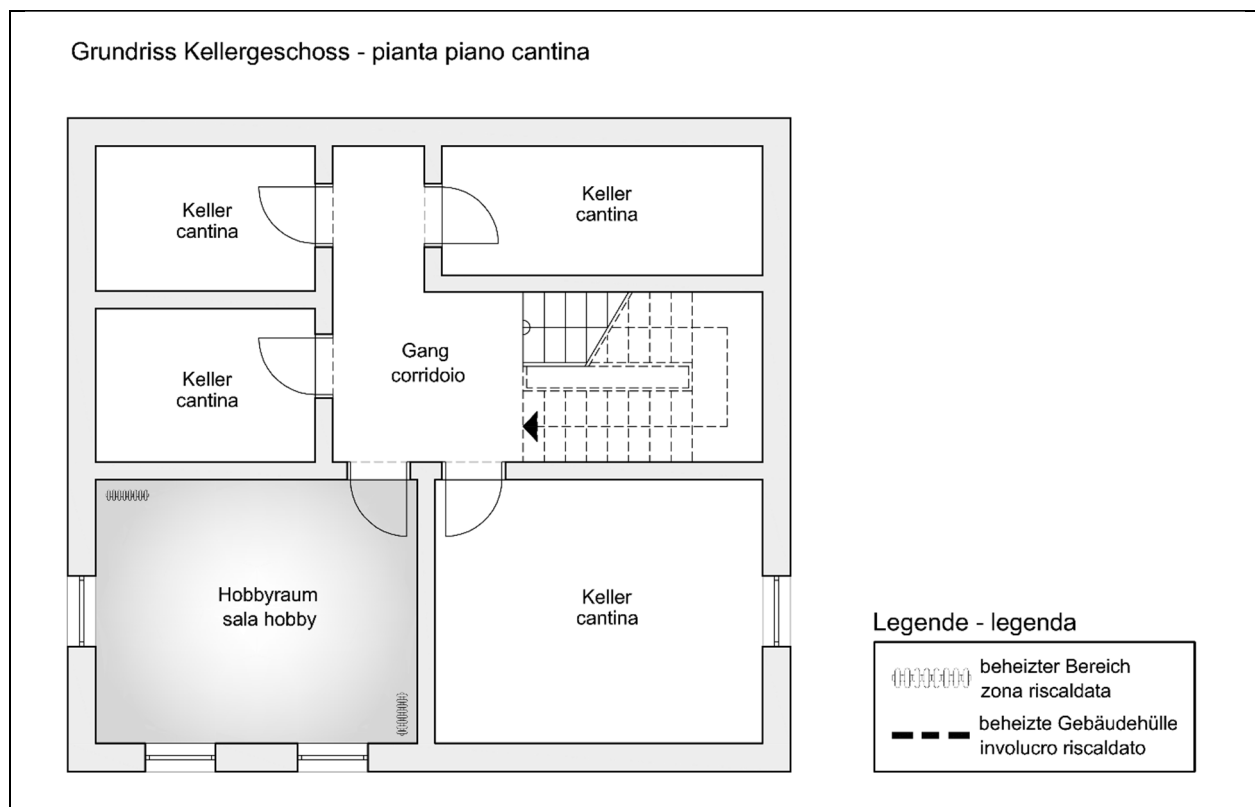 Grundriss Kellergeschoss - pianta piano cantina
Keller
cantina
Keller
cantina
Keller
cantina
Gang
corridoio
Hobbyraum
sala hobby
Keller
cantina
Legende - legenda
beheizter Bereich
zona riscaldata
beheizte Gebäudehülle
involucro riscaldato